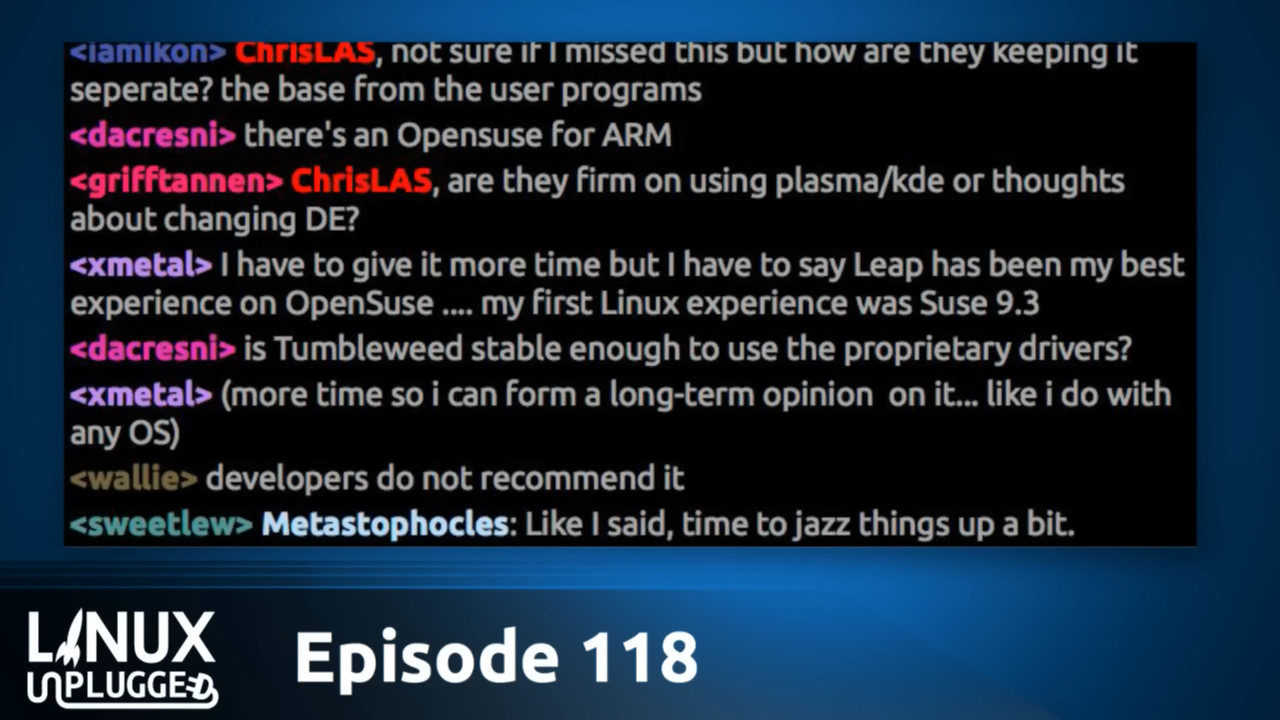 <iamikon> ChrisLAS, not sure if I missed this but how are they keeping it
seperate? the base from the user programs
<dacresni> there's an Opensuse for ARM
<grifftannen> ChrisLAS, are they firm on using plasma/kde or thoughts
about changing DE?
<xmetal> I have to give it more time but I have to say Leap has been my best
experience on OpenSuse .... my first Linux experience was Suse 9.3
<dacresni> is Tumbleweed stable enough to use the proprietary drivers?
<xmetal> (more time so i can form a long-term opinion  on it... like i do with
any OS)
<wallie> developers do not recommend it
<sweetlew> Metastophocles: Like I said, time to jazz things up a bit.
LINUX
UNPLUGGED
Episode 118